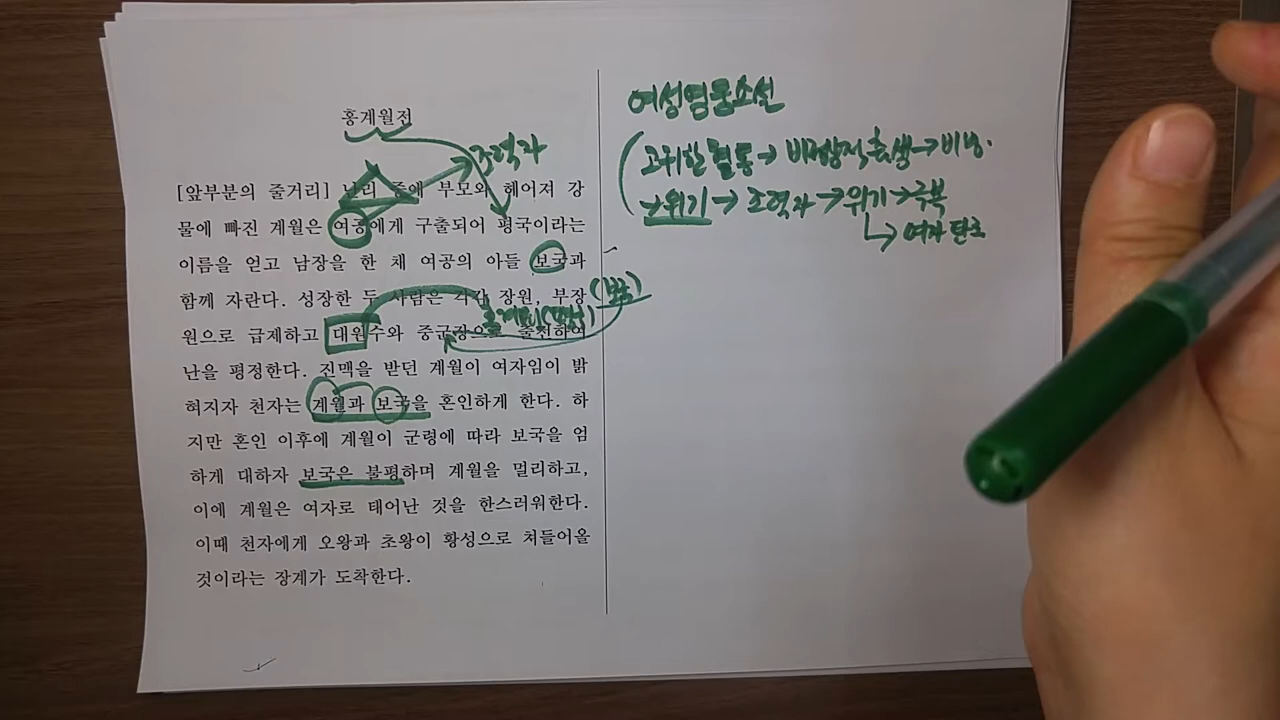 홍계월전
조력자
[앞부분의 줄거리] 난리 중에 부모와 헤어져 강
물에 빠진 계월은 여공에게 구출되어 평국이라는
이름을 얻고 남장을 한 채 여공의 아들 보국과
함께 자란다. 성장한 두 사람은 각각 장원, 부장
원으로 급제하고 대원수와 중군장으로 출전하여
난을 평정한다. 진맥을 받던 계월이 여자임이 밝
혀지자 천자는 계월과 보국을 혼인하게 한다. 하
지만 혼인 이후에 계월이 군령에 따라 보국을 엄
하게 대하자 보국은 불평하며 계월을 멀리하고,
이에 계월은 여자로 태어난 것을 한스러워한다.
이때 천자에게 오왕과 초왕이 황성으로 쳐들어올
것이라는 장계가 도착한다.
(보국)
홍계월(평국)
여성영웅소설
(고귀한 혈통→비정상적 출생→비범.
→위기→조력자→위기→극복
↳여자 탄로